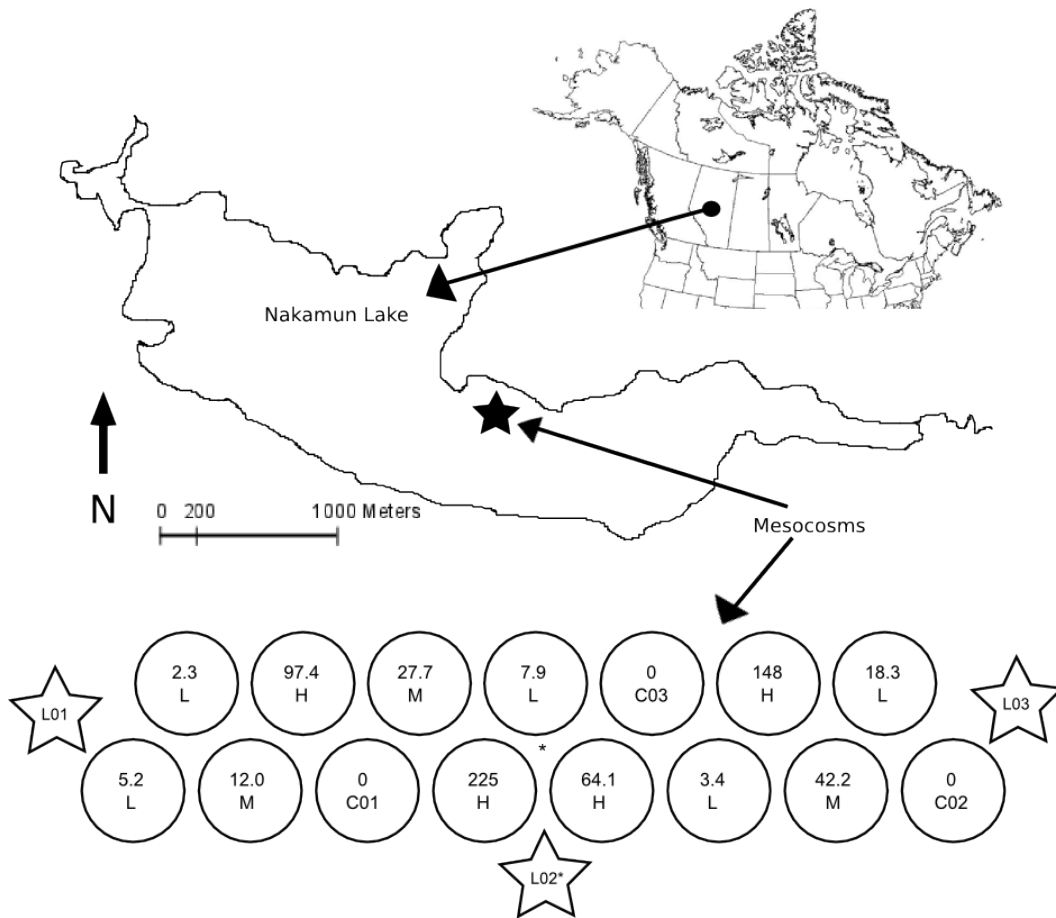 Nakamun Lake
N
0 200 1000 Meters
Mesocosms
2.3
L
97.4
H
27.7
M
7.9
L
0
C03
148
H
18.3
L
L01
L03
5.2
L
12.0
M
0
C01
225
H
*
64.1
H
3.4
L
42.2
M
0
C02
L02*